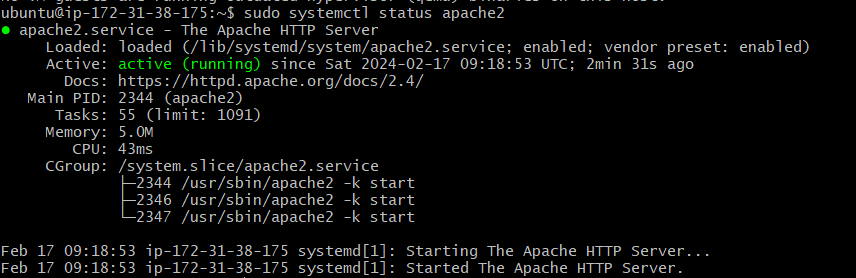 ubuntu@ip-172-31-38-175:~$ sudo systemctl status apache2
● apache2.service - The Apache HTTP Server
     Loaded: loaded (/lib/systemd/system/apache2.service; enabled; vendor preset: enabled)
     Active: active (running) since Sat 2024-02-17 09:18:53 UTC; 2min 31s ago
       Docs: https://httpd.apache.org/docs/2.4/
   Main PID: 2344 (apache2)
      Tasks: 55 (limit: 1091)
     Memory: 5.0M
        CPU: 43ms
     CGroup: /system.slice/apache2.service
             ├─2344 /usr/sbin/apache2 -k start
             ├─2346 /usr/sbin/apache2 -k start
             └─2347 /usr/sbin/apache2 -k start

Feb 17 09:18:53 ip-172-31-38-175 systemd[1]: Starting The Apache HTTP Server...
Feb 17 09:18:53 ip-172-31-38-175 systemd[1]: Started The Apache HTTP Server.